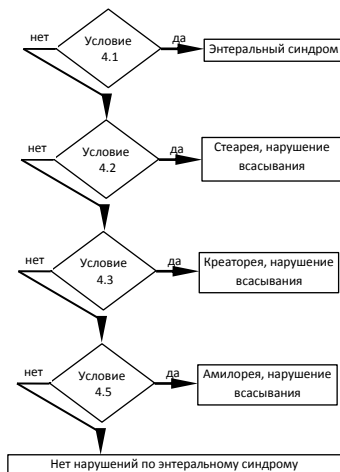 Условие
4.1
нет
да
Энтеральный синдром
Условие
4.2
нет
да
Стеарея, нарушение
всасывания
Условие
4.3
нет
да
Креаторея, нарушение
всасывания
Условие
4.5
нет
да
Амилорея, нарушение
всасывания
Нет нарушений по энтеральному синдрому